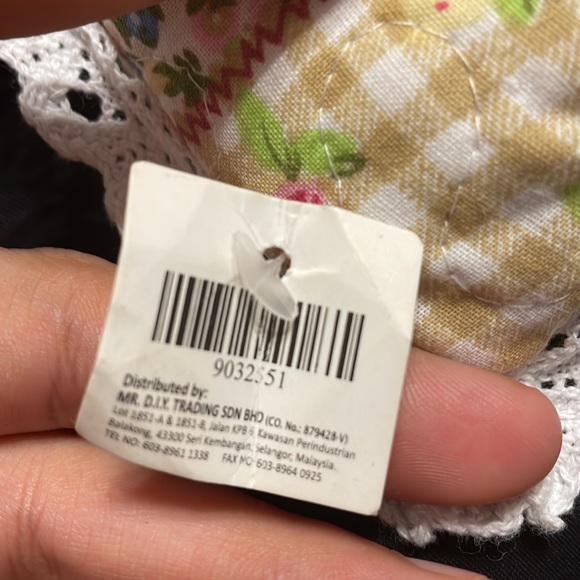 9032551
Distributed by:
MR. D.I.Y. TRADING SDN BHD (CO. No.: 879428-V)
Lot 1851-A & 1851-B, Jalan KPB 6, Kawasan Perindustrian
Balakong, 43300 Seri Kembangan, Selangor, Malaysia.
TEL NO: 603-8961 1338 FAX NO: 603-8964 0925